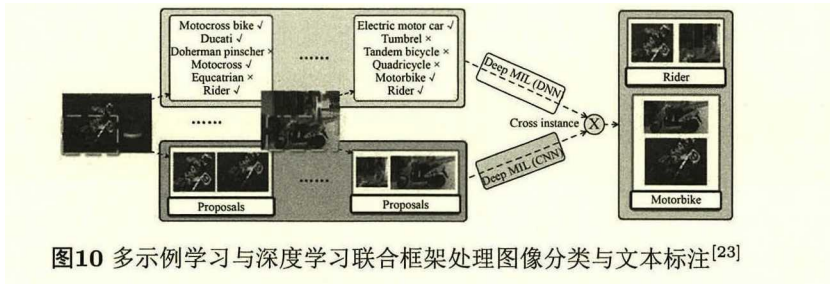 Motocross bike √
Ducati √
Doherman pinscher ×
Motocross √
Equcatrian ×
Rider √
......
Electric motor car √
Tumbrel ×
Tandem bicycle ×
Quadricycle ×
Motorbike √
Rider √
......
Proposals
......
Proposals
Deep MIL (DNN
Deep MIL (CNN)
Cross instance
X
Rider
Motorbike
图10 多示例学习与深度学习联合框架处理图像分类与文本标注[23]